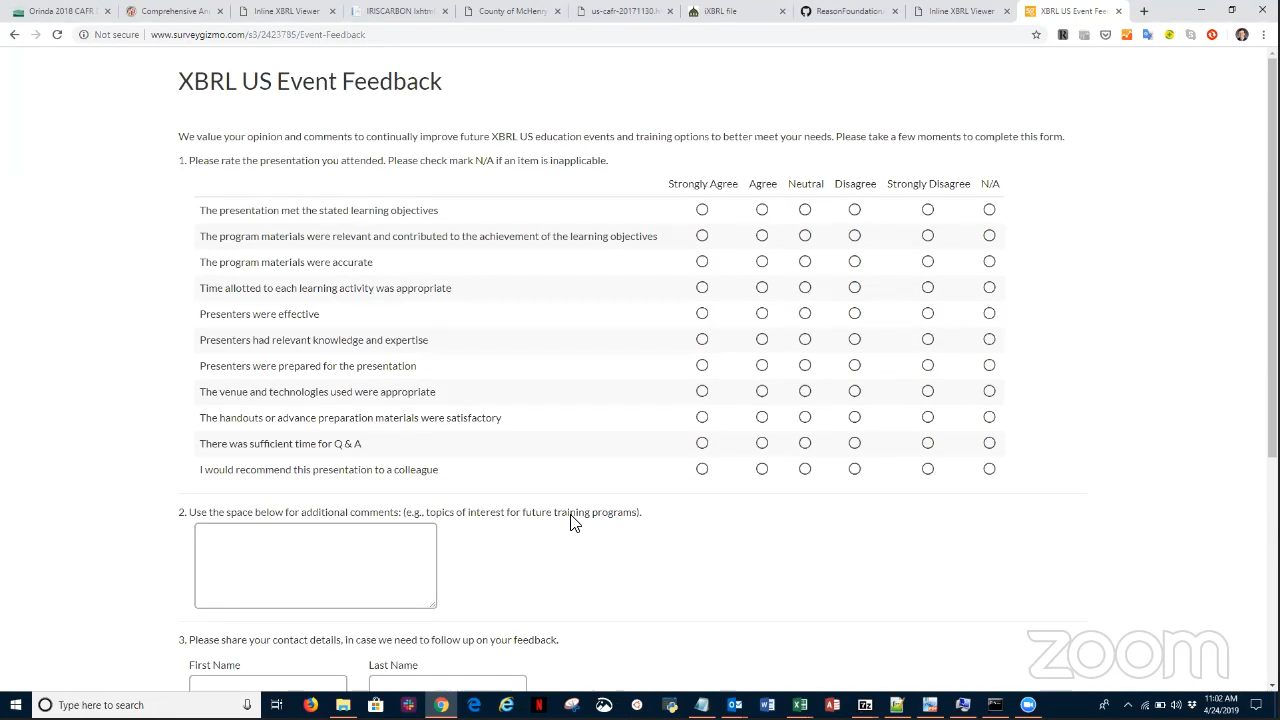 Orinda 2018 CAFR
Comprehensive An
Inline XBRL Viewer
IRISCARBON ixhtm
County of McHenr
us-cafr-20171130.h
iXBRL file
ReasonFoundation/
Inline XBRL Viewer
XBRL US Event Feed
Not secure
www.surveygizmo.com/s3/2423785/Event-Feedback
XBRL US Event Feedback
We value your opinion and comments to continually improve future XBRL US education events and training options to better meet your needs. Please take a few moments to complete this form.
1. Please rate the presentation you attended. Please check mark N/A if an item is inapplicable.
Strongly Agree Agree Neutral Disagree Strongly Disagree N/A
The presentation met the stated learning objectives
The program materials were relevant and contributed to the achievement of the learning objectives
The program materials were accurate
Time allotted to each learning activity was appropriate
Presenters were effective
Presenters had relevant knowledge and expertise
Presenters were prepared for the presentation
The venue and technologies used were appropriate
The handouts or advance preparation materials were satisfactory
There was sufficient time for Q & A
I would recommend this presentation to a colleague
2. Use the space below for additional comments: (e.g., topics of interest for future training programs).
3. Please share your contact details, in case we need to follow up on your feedback.
First Name Last Name
zoom
Type here to search
11:02 AM
4/24/2019